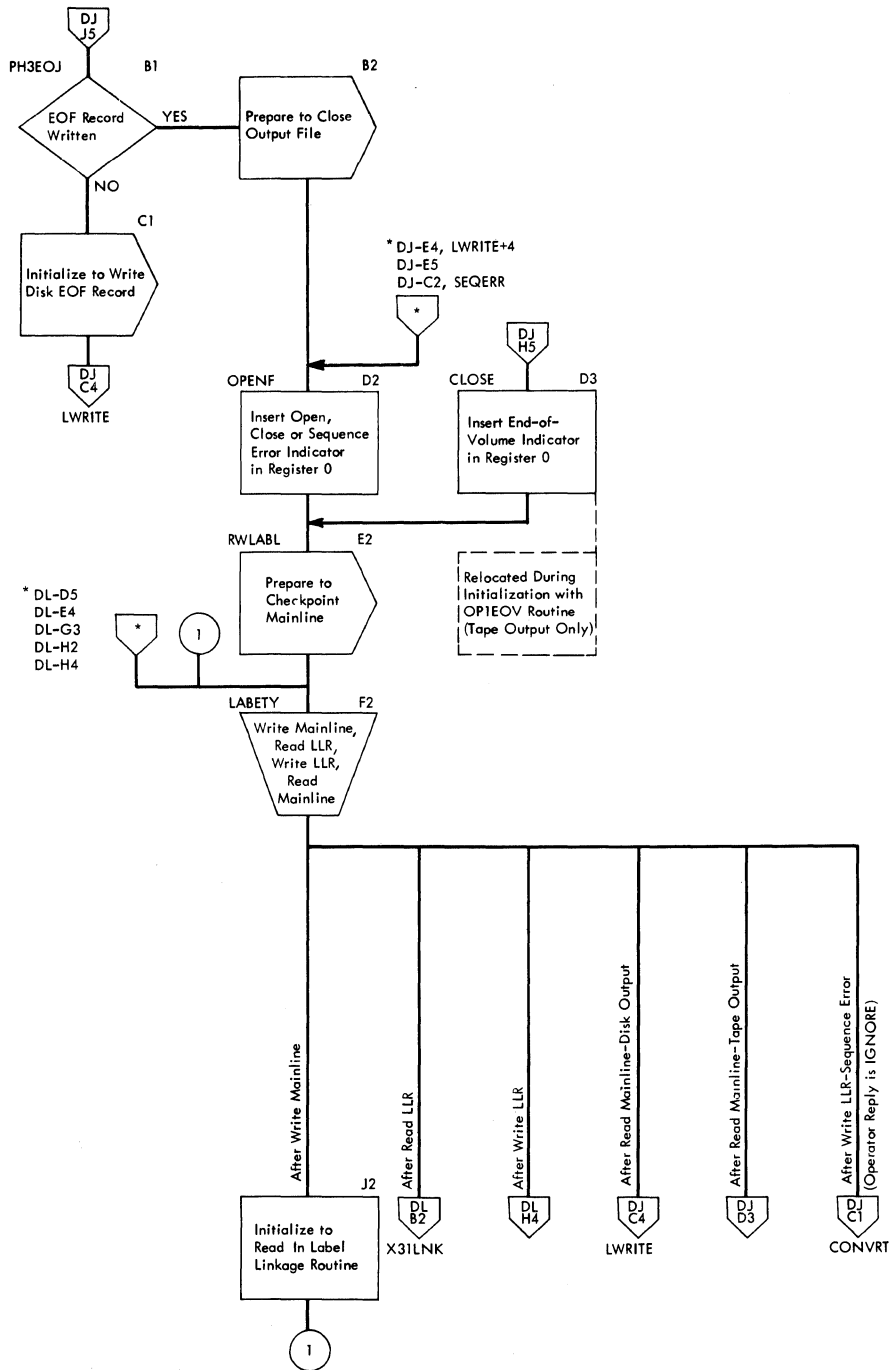 DJ
J5
PH3EOJ
B1
EOF Record
Written
YES
NO
B2
Prepare to Close
Output File
C1
Initialize to Write
Disk EOF Record
DJ
C4
LWRITE
* DJ-E4, LWRITE+4
DJ-E5
DJ-C2, SEQERR
*
DJ
H5
OPENF
D2
Insert Open,
Close or Sequence
Error Indicator
in Register 0
CLOSE
D3
Insert End-of-
Volume Indicator
in Register 0
RWLABL
E2
Prepare to
Checkpoint
Mainline
Relocated During
Initialization with
OP1EOV Routine
(Tape Output Only)
* DL-D5
DL-E4
DL-G3
DL-H2
DL-H4
*
1
LABETY
F2
Write Mainline,
Read LLR,
Write LLR,
Read
Mainline
After Write Mainline
After Read LLR
After Write LLR
After Read Mainline-Disk Output
After Read Mainline-Tape Output
After Write LLR-Sequence Error
(Operator Reply is IGNORE)
J2
Initialize to
Read In Label
Linkage Routine
1
DL
B2
X31LNK
DL
H4
DJ
C4
LWRITE
DJ
D3
DJ
C1
CONVRT